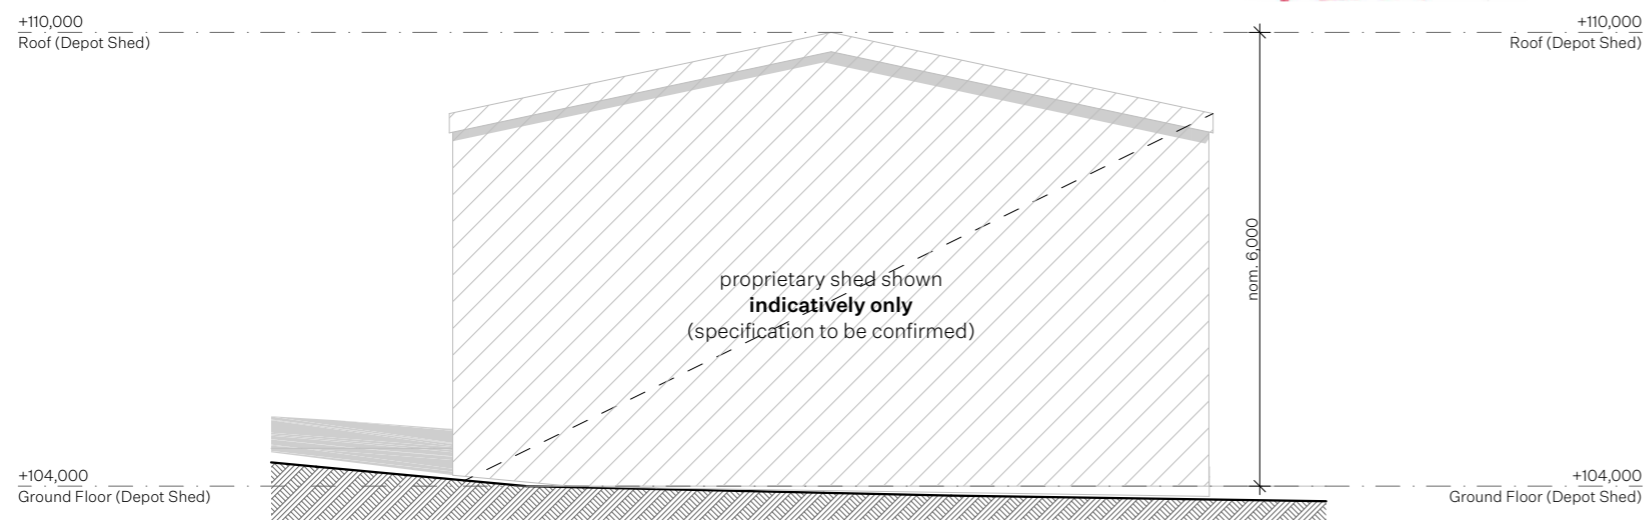 +110,000
Roof (Depot Shed)
+110,000
Roof (Depot Shed)
nom. 6,000
proprietary shed shown
indicatively only
(specification to be confirmed)
+104,000
Ground Floor (Depot Shed)
+104,000
Ground Floor (Depot Shed)